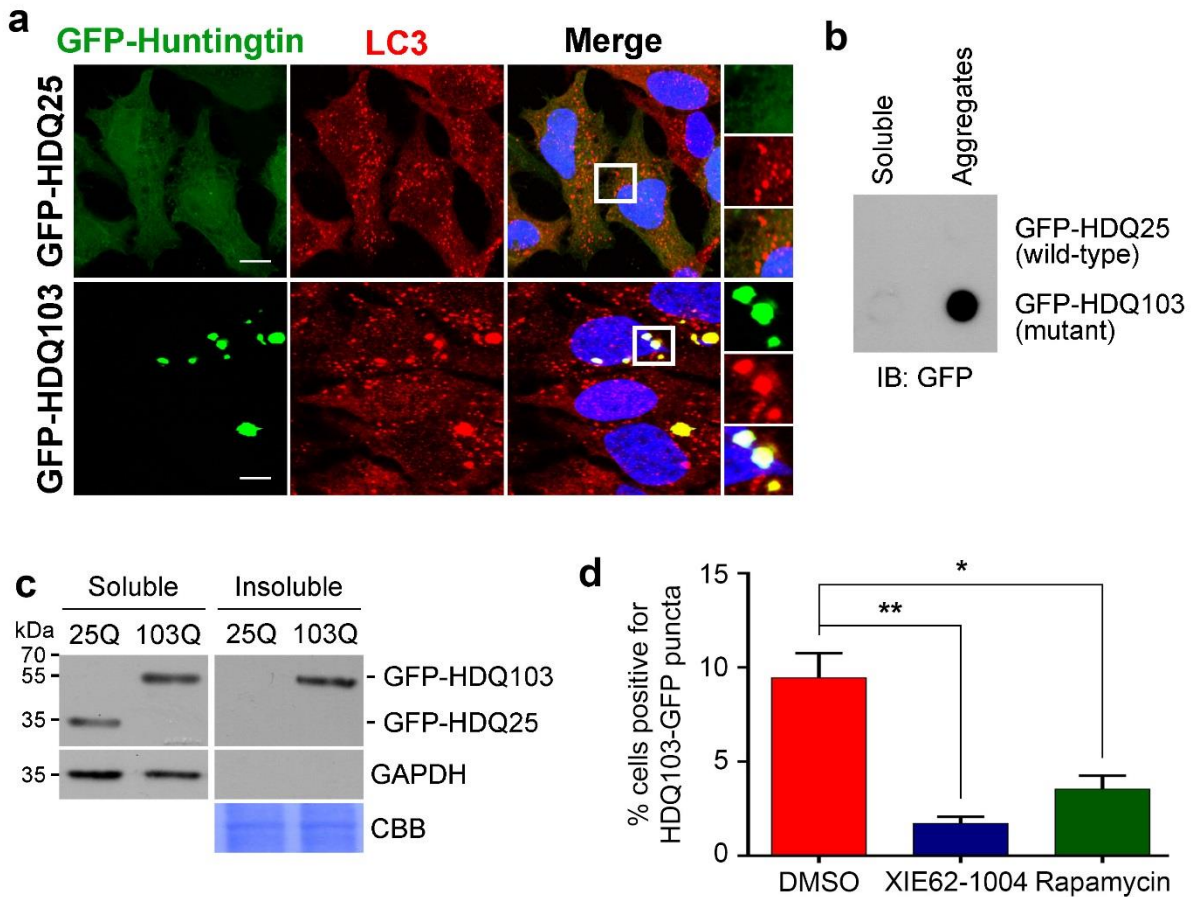 a
GFP-Huntingtin LC3 Merge
GFP-HDQ25
GFP-HDQ103
b
Soluble
Aggregates
GFP-HDQ25
(wild-type)
GFP-HDQ103
(mutant)
IB: GFP
c
Soluble Insoluble
kDa 25Q 103Q 25Q 103Q
70
55
35
- GFP-HDQ103
- GFP-HDQ25
35
GAPDH
CBB
d
% cells positive for
HDQ103-GFP puncta
15
10
5
0
*
**
DMSO XIE62-1004 Rapamycin